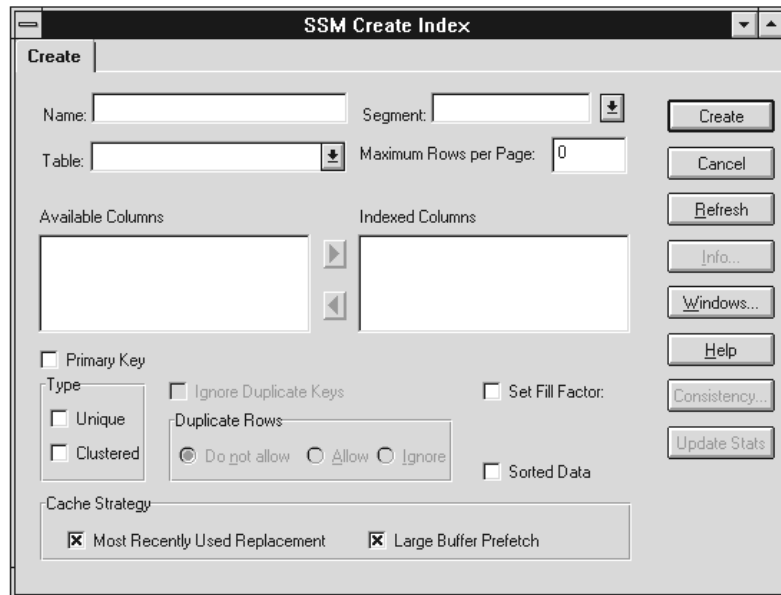 SSM Create Index
Create
Name:
Segment:
Create
Table:
Maximum Rows per Page: 0
Cancel
Refresh
Available Columns
Indexed Columns
Info...
Windows...
Help
Primary Key
Type
Ignore Duplicate Keys
Set Fill Factor:
Consistency...
Unique
Duplicate Rows
Clustered
Do not allow
Allow
Ignore
Sorted Data
Update Stats
Cache Strategy
Most Recently Used Replacement
Large Buffer Prefetch